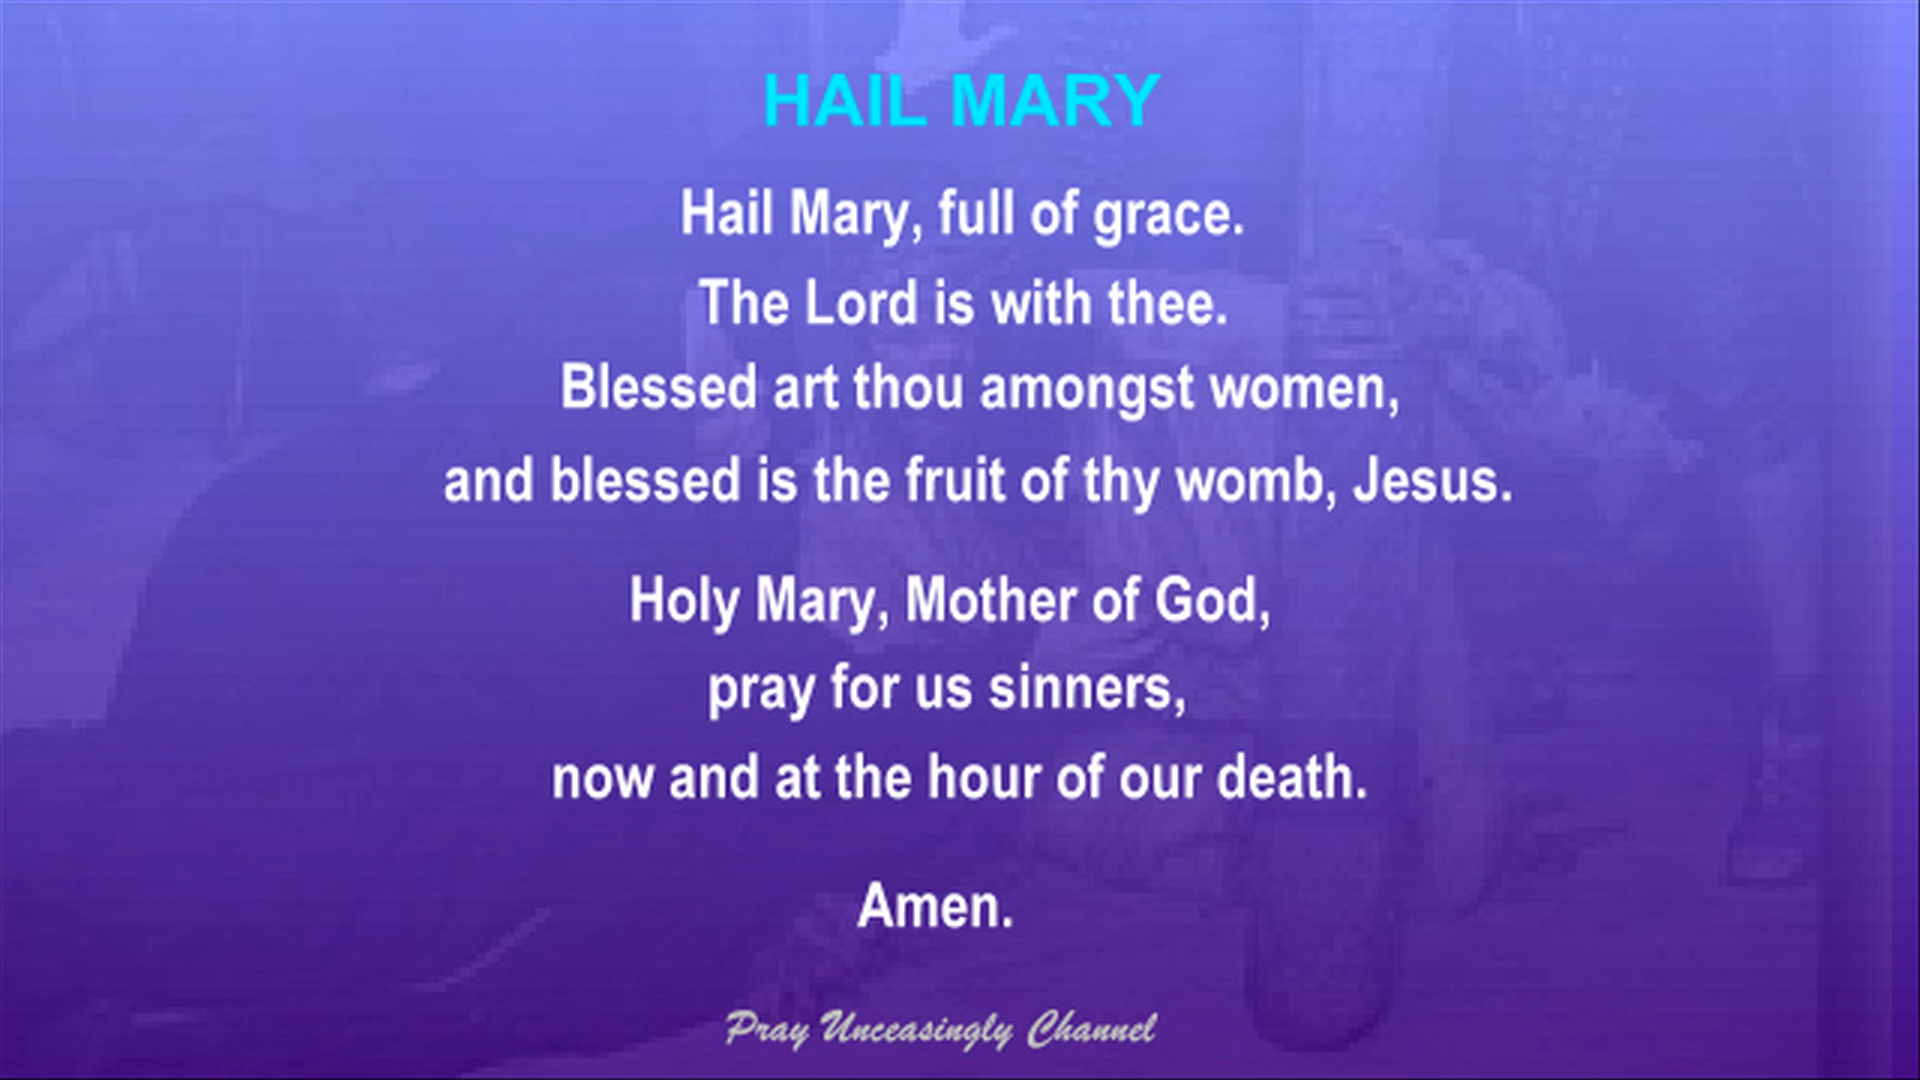 HAIL MARY
Hail Mary, full of grace.
The Lord is with thee.
Blessed art thou amongst women,
and blessed is the fruit of thy womb, Jesus.
Holy Mary, Mother of God,
pray for us sinners,
now and at the hour of our death.
Amen.
Pray Unceasingly Channel